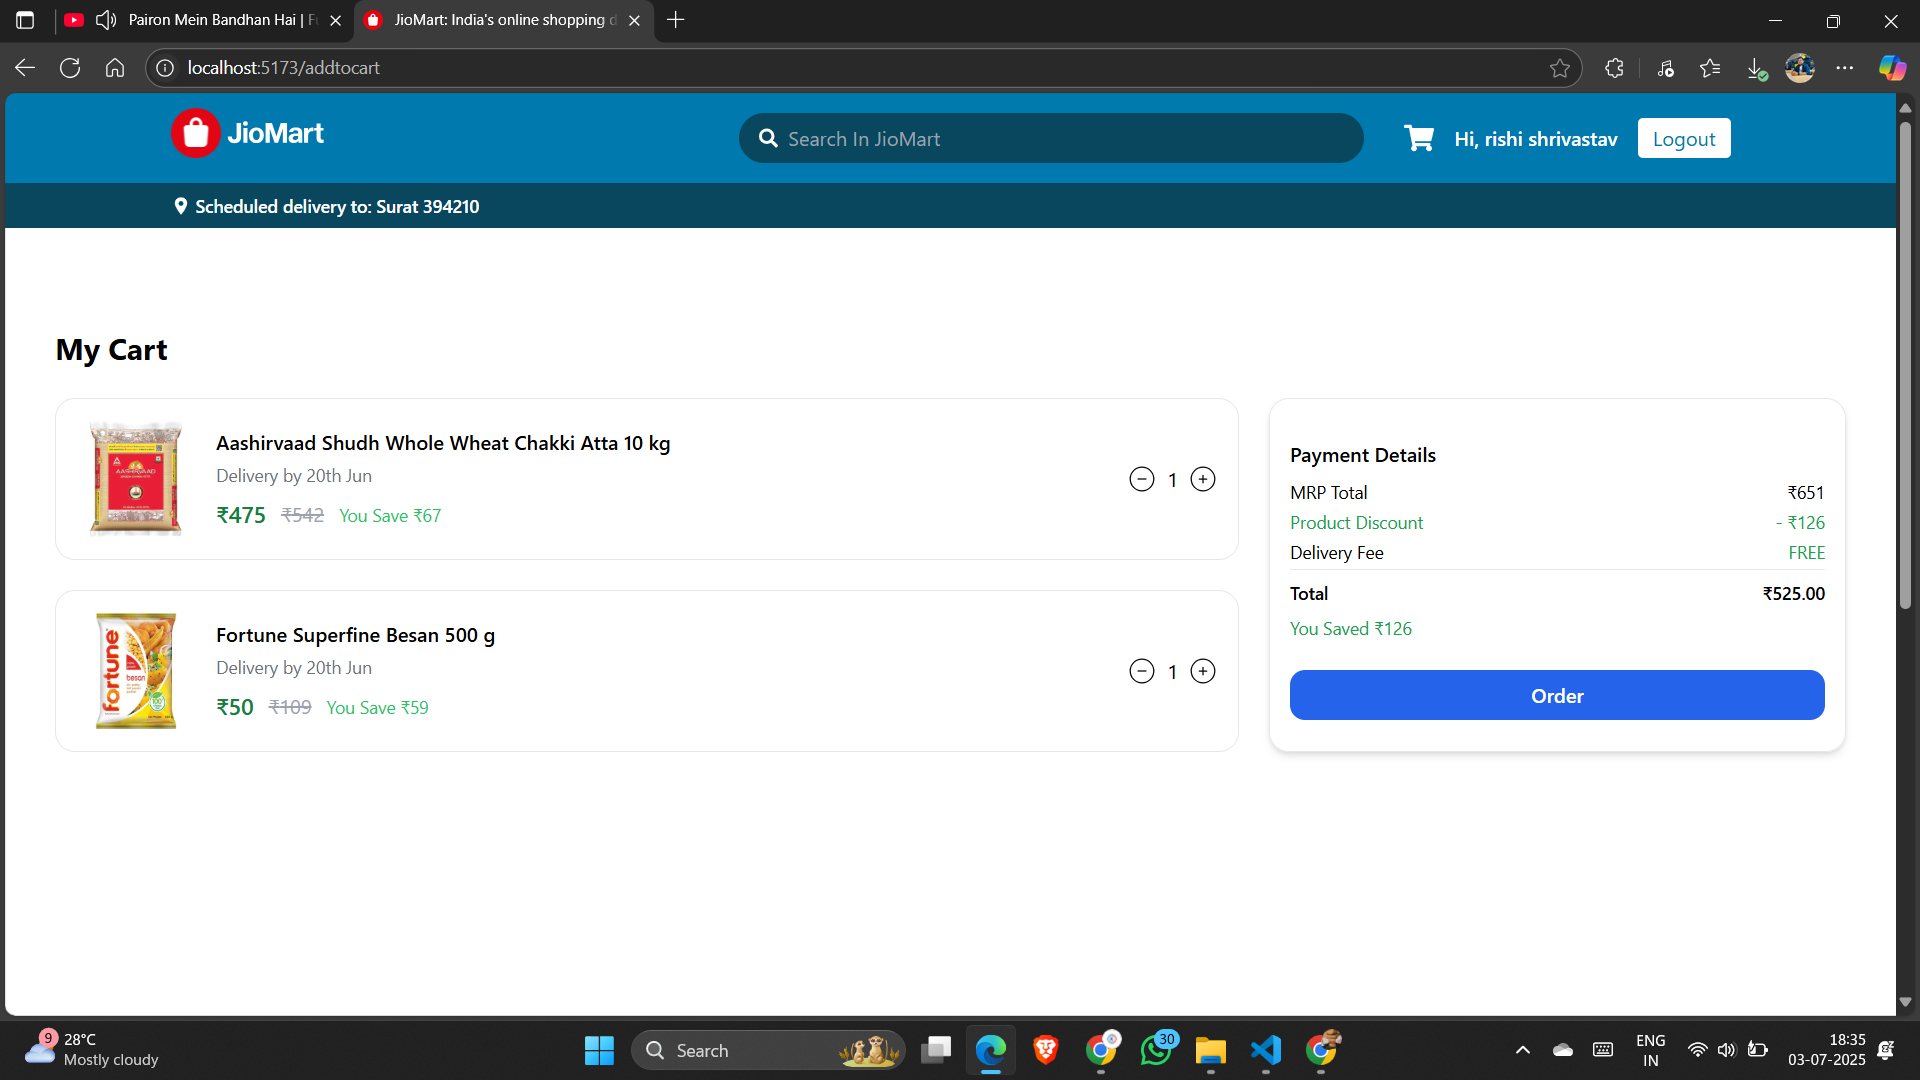 Pairon Mein Bandhan Hai | F
JioMart: India's online shopping d
localhost:5173/addtocart
JioMart
Search In JioMart
Hi, rishi shrivastav
Logout
Scheduled delivery to: Surat 394210
My Cart
Aashirvaad Shudh Whole Wheat Chakki Atta 10 kg
Delivery by 20th Jun
₹475 ₹542 You Save ₹67
1
AASHIRVAAD
Fortune Superfine Besan 500 g
Delivery by 20th Jun
₹50 ₹109 You Save ₹59
1
fortune
besan
Payment Details
MRP Total ₹651
Product Discount - ₹126
Delivery Fee FREE
Total ₹525.00
You Saved ₹126
Order
9
28°C
Mostly cloudy
Search
30
ENG
IN
18:35
03-07-2025